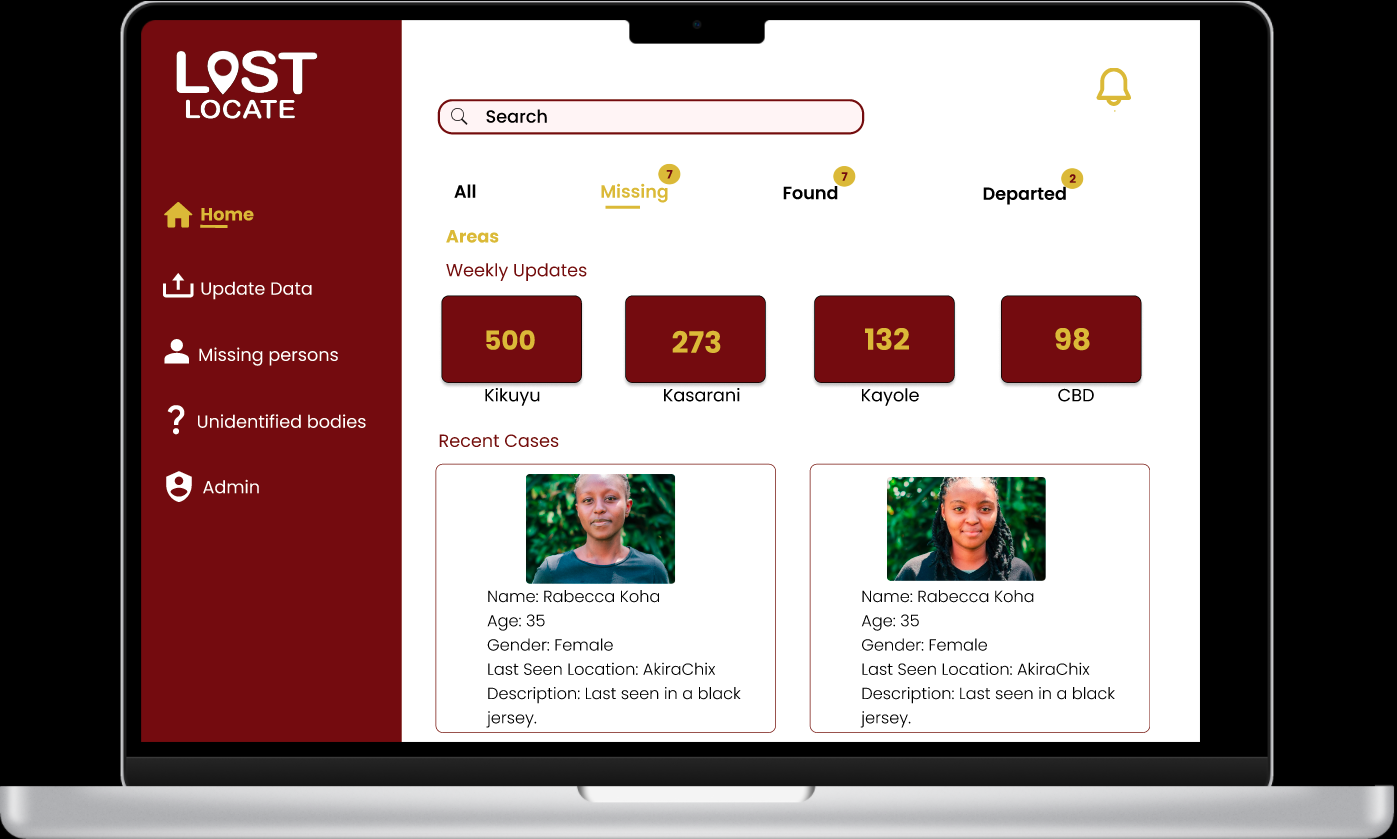 LOST
LOCATE
Home
Update Data
Missing persons
Unidentified bodies
Admin
Search
All
Missing 7
Found 7
Departed 2
Areas
Weekly Updates
500
273
132
98
Kikuyu
Kasarani
Kayole
CBD
Recent Cases
Name: Rabecca Koha
Age: 35
Gender: Female
Last Seen Location: AkiraChix
Description: Last seen in a black
jersey.
Name: Rabecca Koha
Age: 35
Gender: Female
Last Seen Location: AkiraChix
Description: Last seen in a black
jersey.